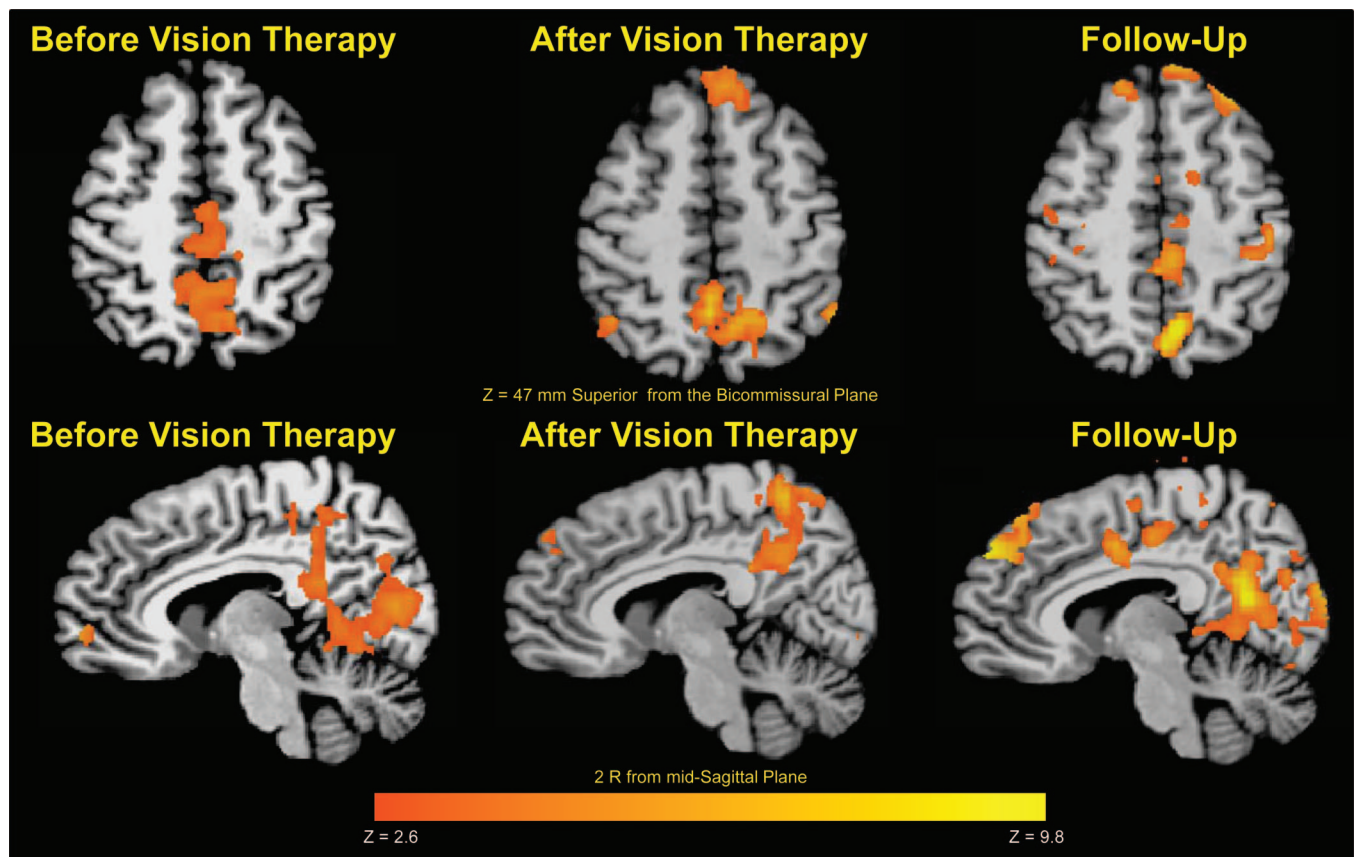 Before Vision Therapy
After Vision Therapy
Follow-Up
Z = 47 mm Superior from the Bicommissural Plane
Before Vision Therapy
After Vision Therapy
Follow-Up
2 R from mid-Sagittal Plane
Z = 2.6
Z = 9.8